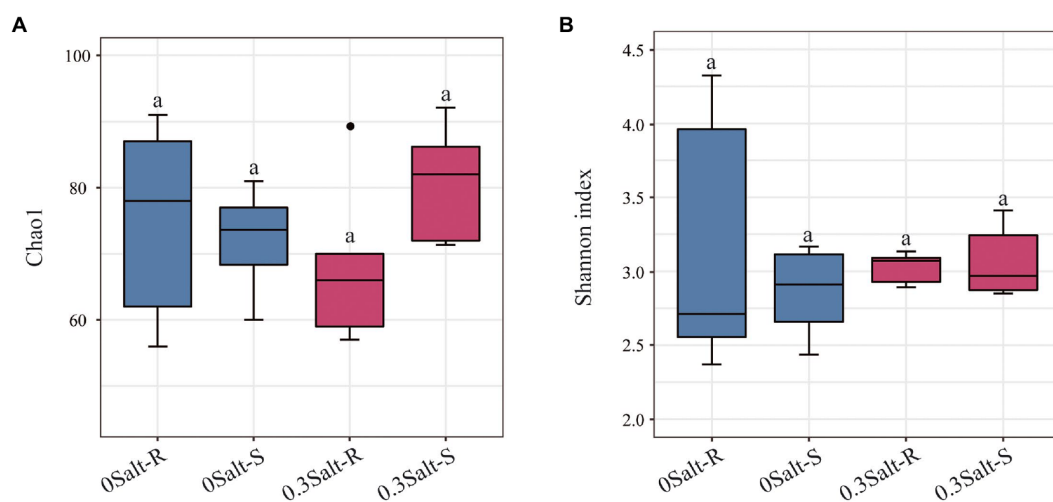 A
Chao1
100
80
60
a
a
a
a
0Salt-R
0Salt-S
0.3Salt-R
0.3Salt-S
B
Shannon index
4.5
4.0
3.5
3.0
2.5
2.0
a
a
a
a
0Salt-R
0Salt-S
0.3Salt-R
0.3Salt-S